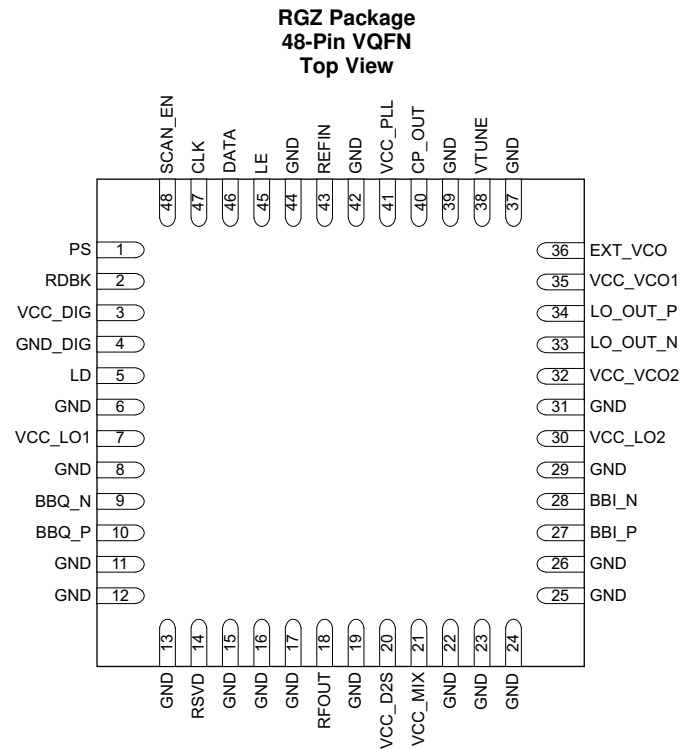 RGZ Package
48-Pin VQFN
Top View
SCAN_EN
CLK
DATA
LE
GND
REFIN
GND
VCC_PLL
CP_OUT
GND
VTUNE
GND
48
47
46
45
44
43
42
41
40
39
38
37
PS 1
RDBK 2
VCC_DIG 3
GND_DIG 4
LD 5
GND 6
VCC_LO1 7
GND 8
BBQ_N 9
BBQ_P 10
GND 11
GND 12
36 EXT_VCO
35 VCC_VCO1
34 LO_OUT_P
33 LO_OUT_N
32 VCC_VCO2
31 GND
30 VCC_LO2
29 GND
28 BBI_N
27 BBI_P
26 GND
25 GND
13
14
15
16
17
18
19
20
21
22
23
24
GND
RSVD
GND
GND
GND
RFOUT
GND
VCC_D2S
VCC_MIX
GND
GND
GND